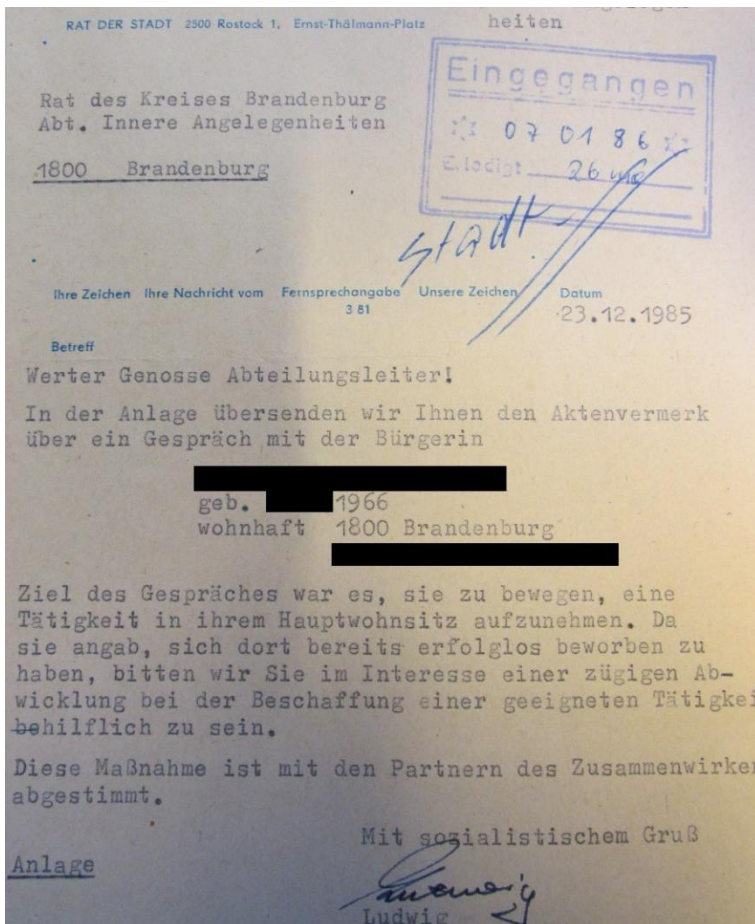 heiten
RAT DER STADT 2500 Rostock 1, Ernst-Thälmann-Platz
Eingegangen
07 01 86
E.ledigt
Rat des Kreises Brandenburg
Abt. Innere Angelegenheiten
1800 Brandenburg
Stadt
Ihre Zeichen Ihre Nachricht vom Fernsprechangabe Unsere Zeichen Datum
3 81
23.12.1985
Betreff
Werter Genosse Abteilungsleiter!
In der Anlage übersenden wir Ihnen den Aktenvermerk
über ein Gespräch mit der Bürgerin
geb. 1966
wohnhaft 1800 Brandenburg
Ziel des Gespräches war es, sie zu bewegen, eine
Tätigkeit in ihrem Hauptwohnsitz aufzunehmen. Da
sie angab, sich dort bereits erfolglos beworben zu
haben, bitten wir Sie im Interesse einer zügigen Ab-
wicklung bei der Beschaffung einer geeigneten Tätigkei
behilflich zu sein.
Diese Maßnahme ist mit den Partnern des Zusammenwirken
abgestimmt.
Mit sozialistischem Gruß
Anlage
Ludwig